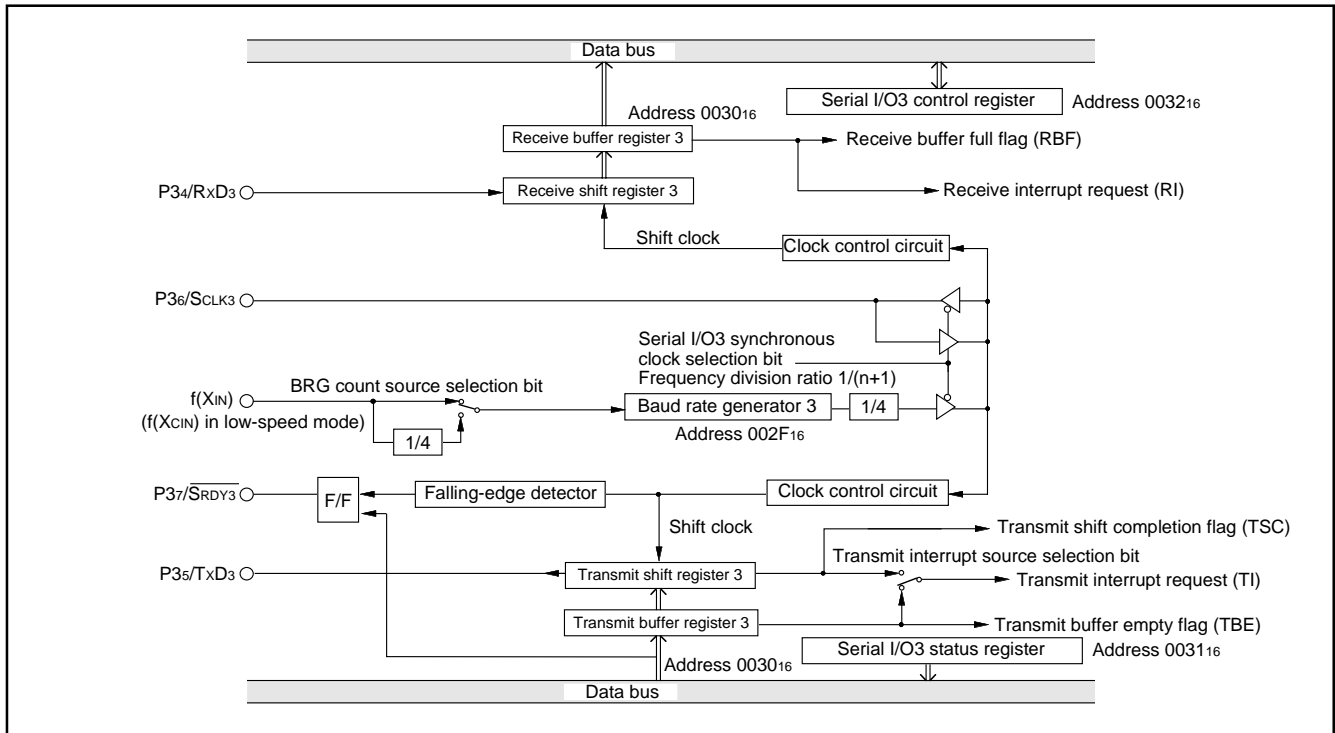 Data bus
Serial I/O3 control register Address 0032₁₆
Address 0030₁₆
Receive buffer register 3 Receive buffer full flag (RBF)
P3₄/RxD₃ Receive shift register 3 Receive interrupt request (RI)
Shift clock Clock control circuit
P3₆/SCLK3
Serial I/O3 synchronous
clock selection bit
Frequency division ratio 1/(n+1)
BRG count source selection bit
f(XIN) Baud rate generator 3 1/4
(f(XCIN) in low-speed mode)
1/4 Address 002F₁₆
P3₇/S̅R̅D̅Y̅3̅ F/F Falling-edge detector Clock control circuit
Shift clock Transmit shift completion flag (TSC)
Transmit interrupt source selection bit
P3₅/TxD₃ Transmit shift register 3 Transmit interrupt request (TI)
Transmit buffer register 3 Transmit buffer empty flag (TBE)
Serial I/O3 status register Address 0031₁₆
Address 0030₁₆
Data bus